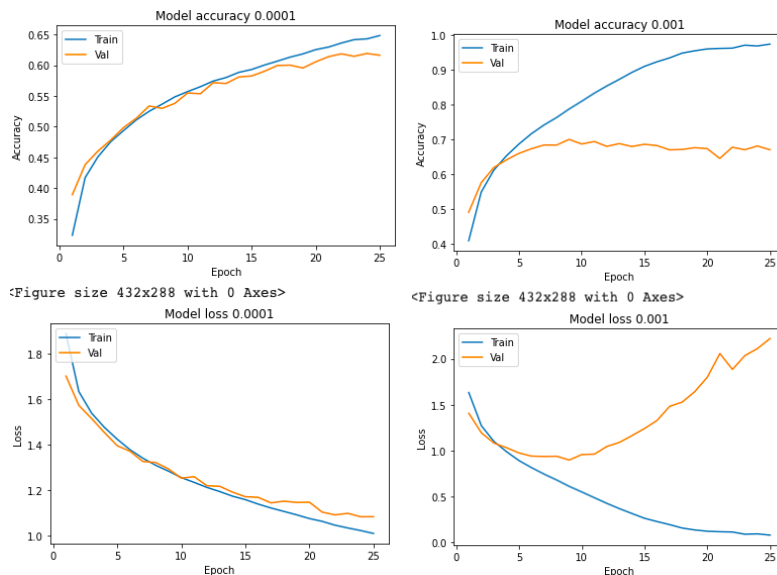 Model accuracy 0.0001
Train
Val
0.65
0.60
0.55
0.50
0.45
0.40
0.35
Accuracy
0 5 10 15 20 25
Epoch
<Figure size 432x288 with 0 Axes>
Model loss 0.0001
Train
Val
1.8
1.6
1.4
1.2
1.0
Loss
0 5 10 15 20 25
Epoch
Model accuracy 0.001
Train
Val
1.0
0.9
0.8
0.7
0.6
0.5
0.4
Accuracy
0 5 10 15 20 25
Epoch
<Figure size 432x288 with 0 Axes>
Model loss 0.001
Train
Val
2.0
1.5
1.0
0.5
0.0
Loss
0 5 10 15 20 25
Epoch